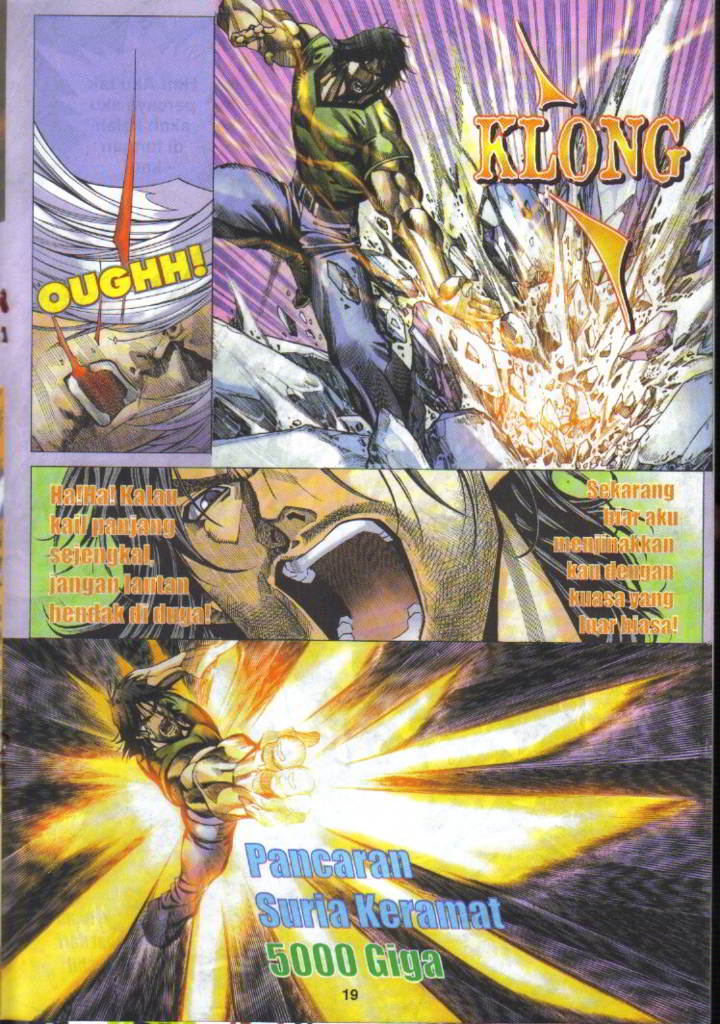 KLONG
OUGHH!
Ha!Ha! Kalau
kail panjang
sejengkal,
jangan lautan
hendak di duga!
Sekarang
biar aku
menjinakkan
kau dengan
kuasa yang
luar biasa!
Pancaran
Suria Keramat
5000 Giga
19